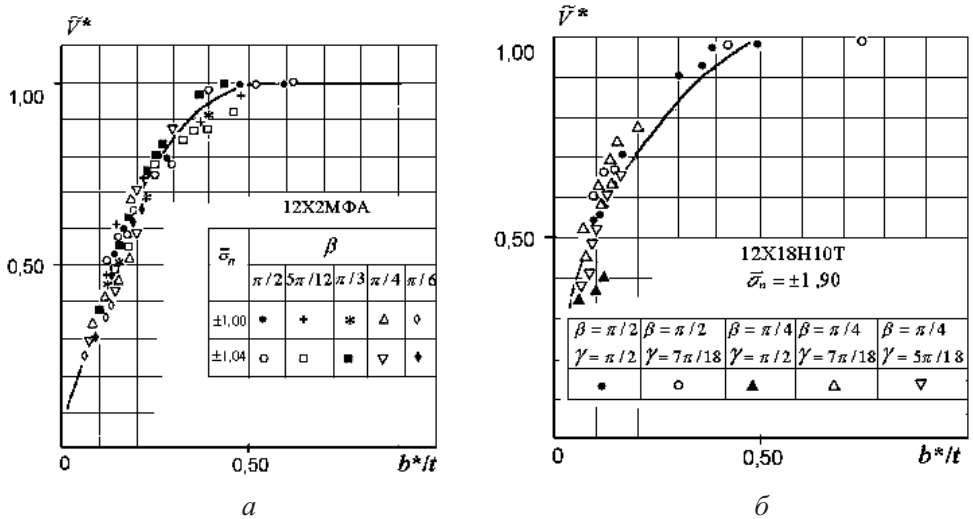 Ṽ*
1,00
0,50
0
0,50
b*/t
12Х2МФА
σ̄ₙ β
π/2 5π/12 π/3 π/4 π/6
±1,00 ● + ✳ △ ◊
±1,04 ○ □ ■ ▽ ♦
а
Ṽ*
1,00
0,50
0
0,50
b*/t
12Х18Н10Т
σ̄ₙ = ±1,90
β = π/2 β = π/2 β = π/4 β = π/4 β = π/4
γ = π/2 γ = 7π/18 γ = π/2 γ = 7π/18 γ = 5π/18
● ○ ▲ △ ▽
б